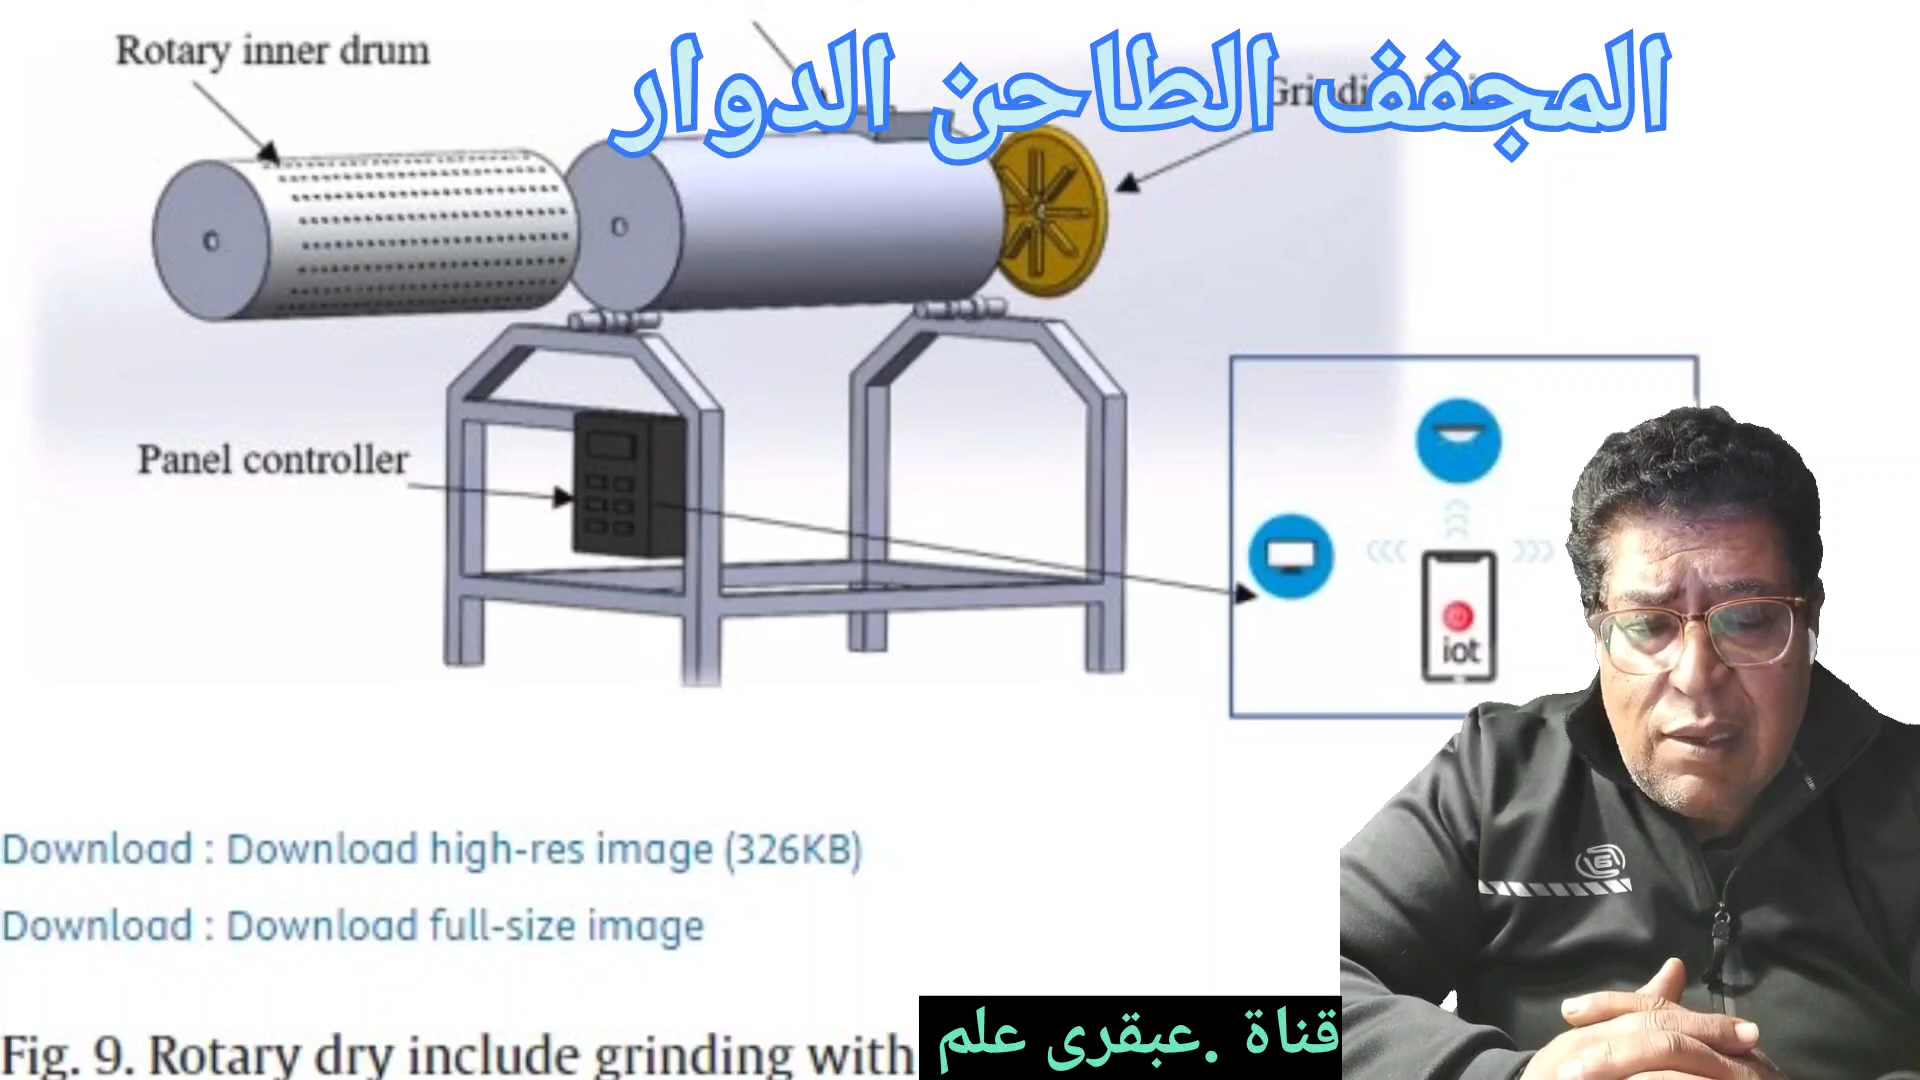 Rotary inner drum
المجفف الطاحن الدوار
Panel controller
iot
Download : Download high-res image (326KB)
Download : Download full-size image
Fig. 9. Rotary dry include grinding with
قناة .عبقرى علم